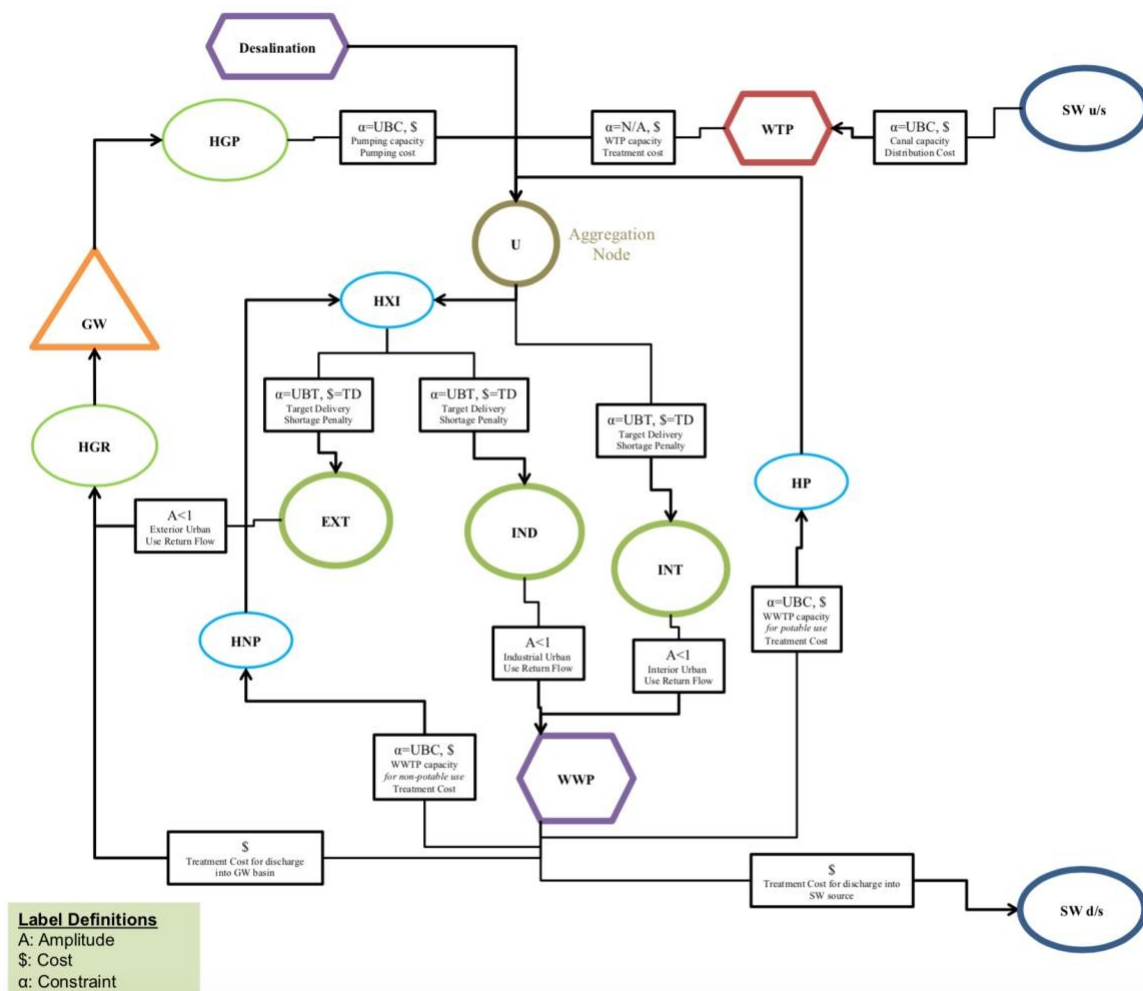 Desalination
HGP
α=UBC, $
Pumping capacity
Pumping cost
α=N/A, $
WTP capacity
Treatment cost
WTP
α=UBC, $
Canal capacity
Distribution Cost
SW u/s
U
Aggregation
Node
HXI
GW
α=UBT, $=TD
Target Delivery
Shortage Penalty
α=UBT, $=TD
Target Delivery
Shortage Penalty
α=UBT, $=TD
Target Delivery
Shortage Penalty
HGR
HP
A<1
Exterior Urban
Use Return Flow
EXT
IND
INT
HNP
A<1
Industrial Urban
Use Return Flow
A<1
Interior Urban
Use Return Flow
α=UBC, $
WWTP capacity
for potable use
Treatment Cost
α=UBC, $
WWTP capacity
for non-potable use
Treatment Cost
WWP
$
Treatment Cost for discharge
into GW basin
$
Treatment Cost for discharge into
SW source
SW d/s
Label Definitions
A: Amplitude
$: Cost
α: Constraint